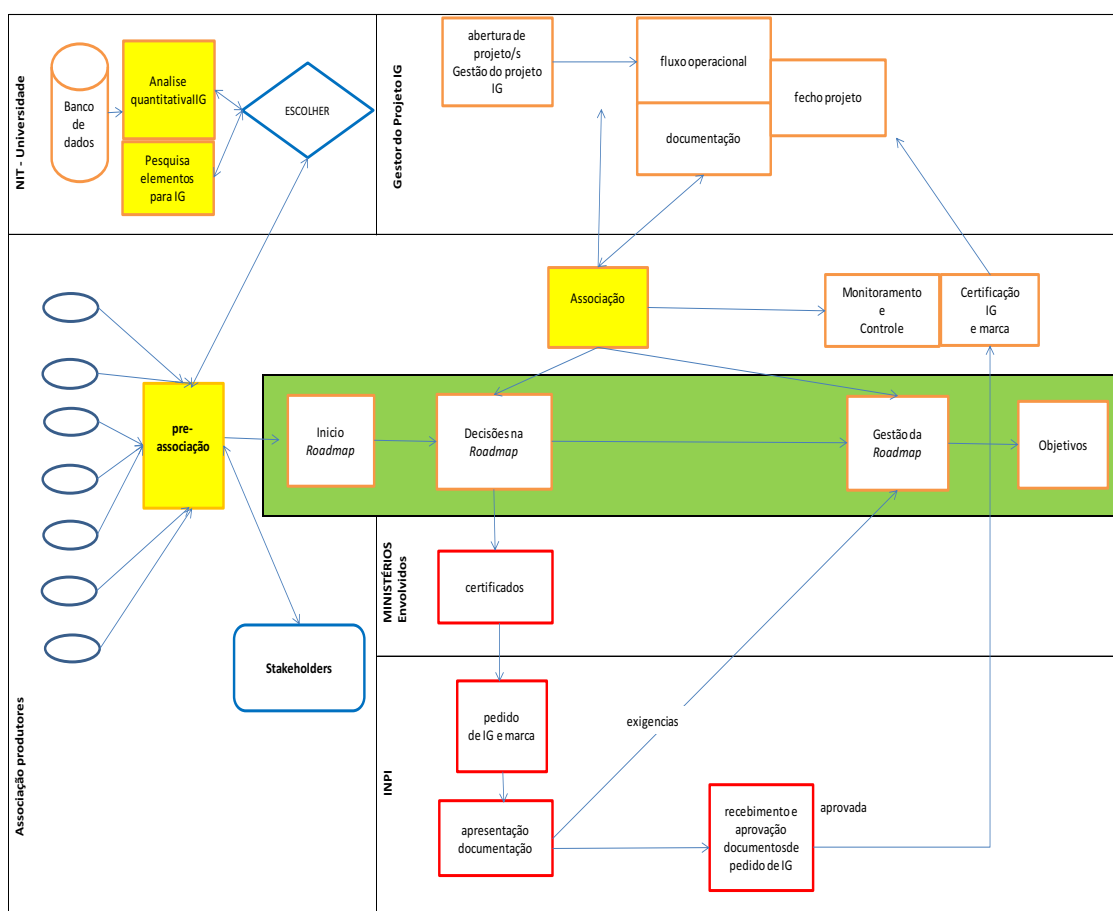 NIT - Universidade
Banco
de
dados
Analise
quantitativaIIG
Pesquisa
elementos
para IG
ESCOLHER
Gestor do Projeto IG
abertura de
projeto/s
Gestão do projeto
IG
fluxo operacional
documentação
fecho projeto
Associação produtores
pre-
associação
Stakeholders
Associação
Monitoramento
e
Controle
Certificação
IG
e marca
Inicio
Roadmap
Decisões na
Roadmap
Gestão da
Roadmap
Objetivos
MINISTÉRIOS
Envolvidos
certificados
INPI
pedido
de IG e marca
apresentação
documentação
exigencias
recebimento e
aprovação
documentosde
pedido de IG
aprovada